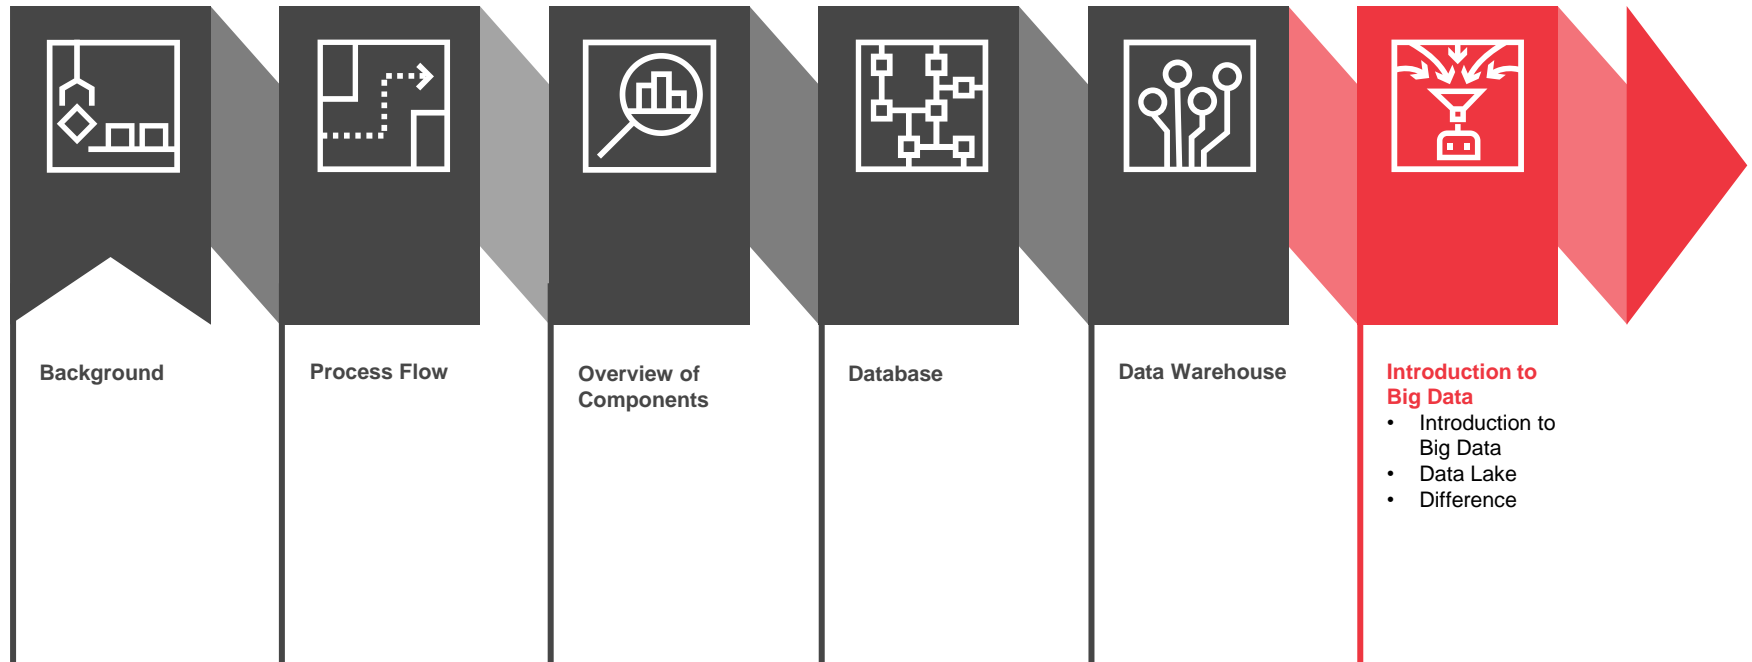 Background
Process Flow
Overview of
Components
Database
Data Warehouse
Introduction to
Big Data
• Introduction to
Big Data
• Data Lake
• Difference